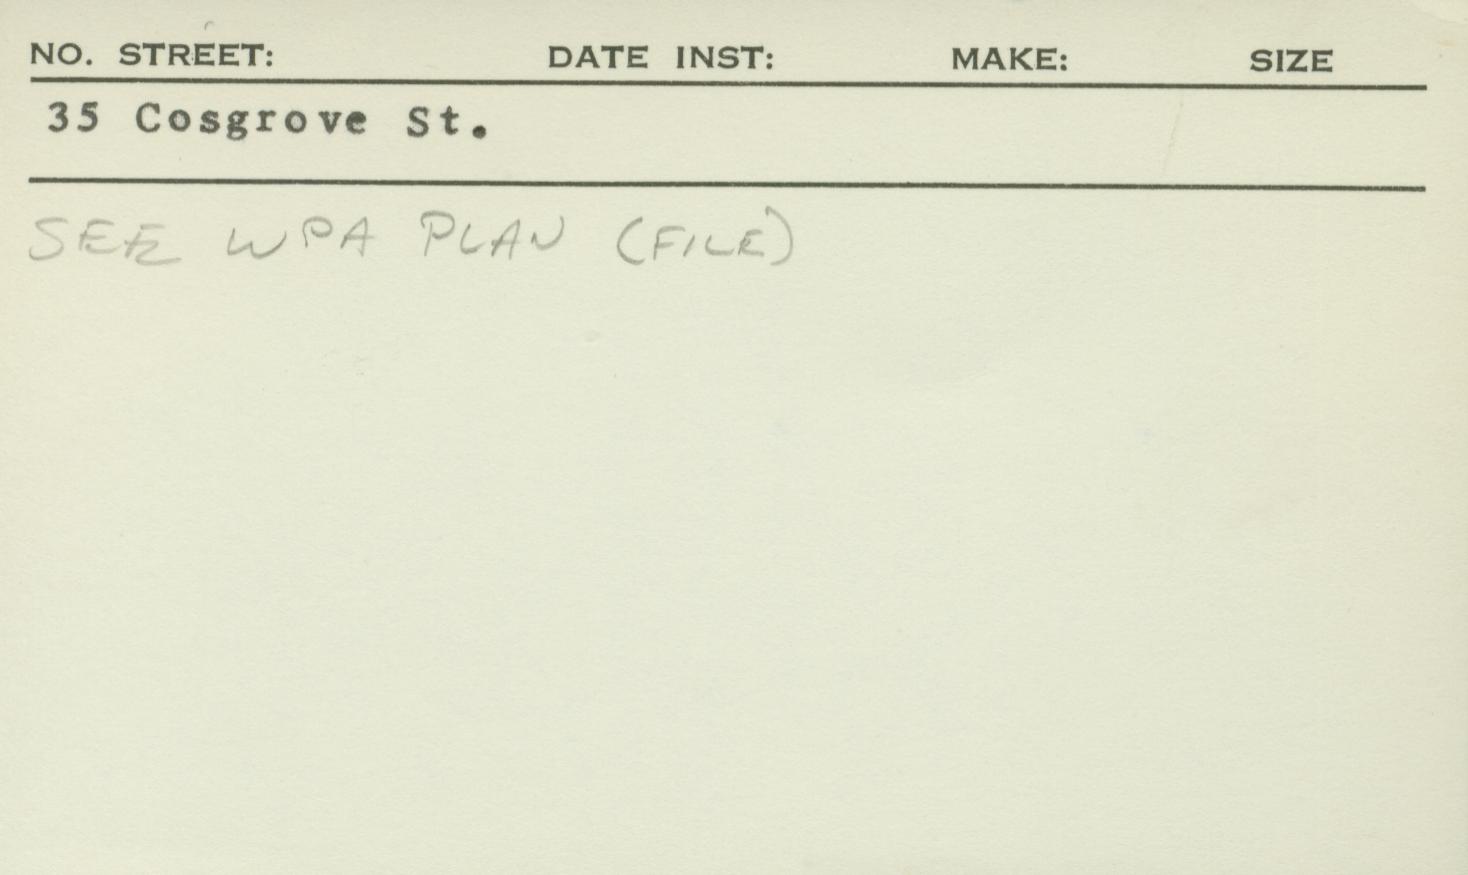 NO. STREET: DATE INST: MAKE: SIZE
35 Cosgrove St.
SEE WPA PLAN (FILE)